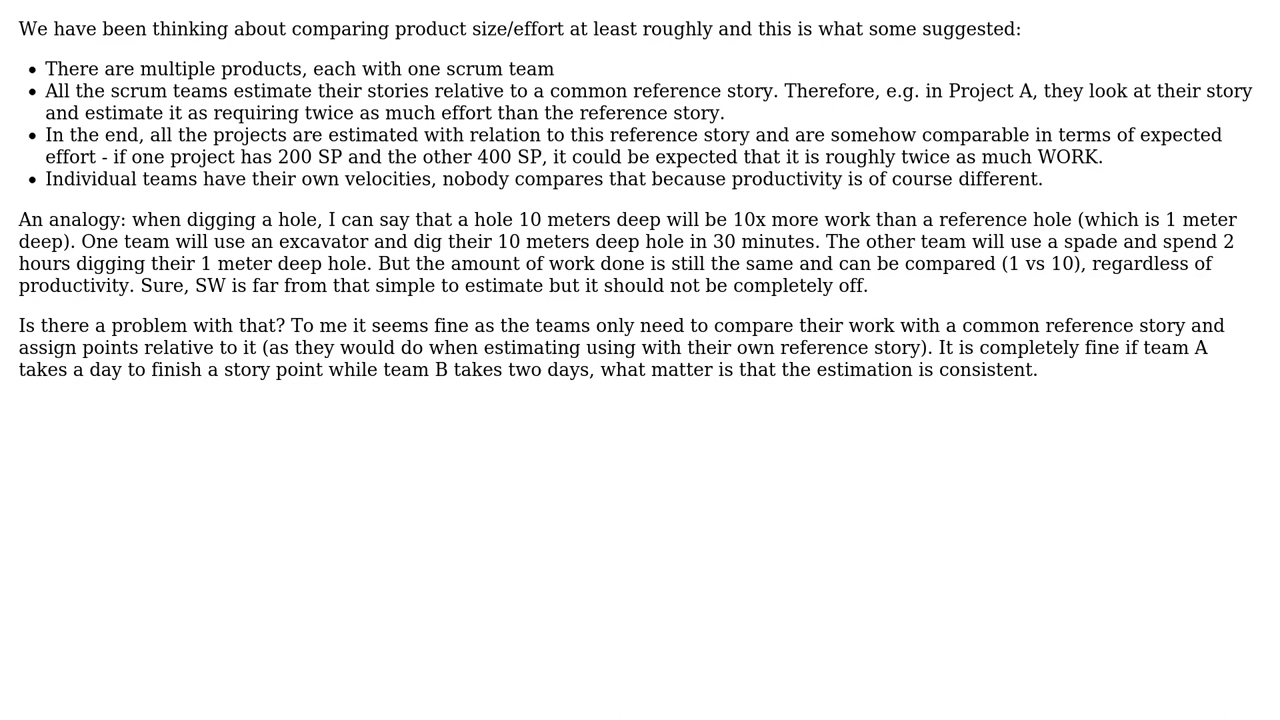 We have been thinking about comparing product size/effort at least roughly and this is what some suggested:
• There are multiple products, each with one scrum team
• All the scrum teams estimate their stories relative to a common reference story. Therefore, e.g. in Project A, they look at their story
and estimate it as requiring twice as much effort than the reference story.
• In the end, all the projects are estimated with relation to this reference story and are somehow comparable in terms of expected
effort - if one project has 200 SP and the other 400 SP, it could be expected that it is roughly twice as much WORK.
• Individual teams have their own velocities, nobody compares that because productivity is of course different.
An analogy: when digging a hole, I can say that a hole 10 meters deep will be 10x more work than a reference hole (which is 1 meter
deep). One team will use an excavator and dig their 10 meters deep hole in 30 minutes. The other team will use a spade and spend 2
hours digging their 1 meter deep hole. But the amount of work done is still the same and can be compared (1 vs 10), regardless of
productivity. Sure, SW is far from that simple to estimate but it should not be completely off.
Is there a problem with that? To me it seems fine as the teams only need to compare their work with a common reference story and
assign points relative to it (as they would do when estimating using with their own reference story). It is completely fine if team A
takes a day to finish a story point while team B takes two days, what matter is that the estimation is consistent.